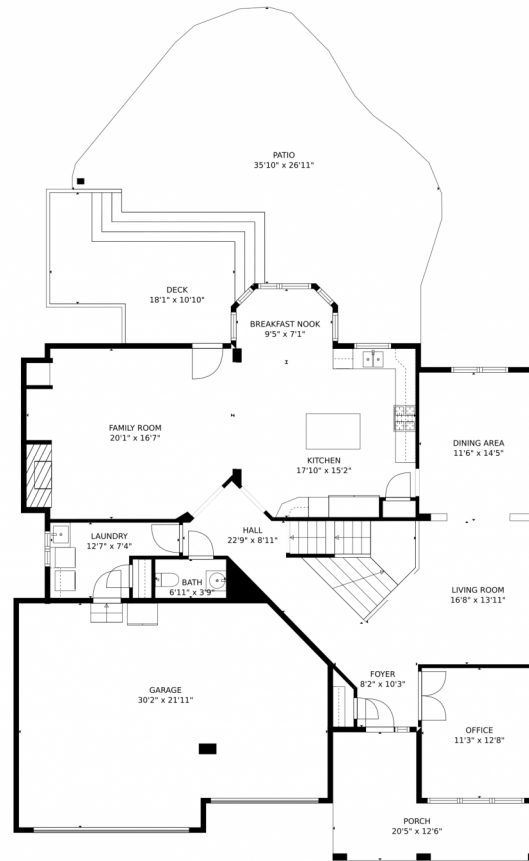 PATIO
35'10" x 26'11"
DECK
18'1" x 10'10"
BREAKFAST NOOK
9'5" x 7'1"
FAMILY ROOM
20'1" x 16'7"
KITCHEN
17'10" x 15'2"
DINING AREA
11'6" x 14'5"
LAUNDRY
12'7" x 7'4"
HALL
22'9" x 8'11"
BATH
6'11" x 3'9"
LIVING ROOM
16'8" x 13'11"
FOYER
8'2" x 10'3"
GARAGE
30'2" x 21'11"
OFFICE
11'3" x 12'8"
PORCH
20'5" x 12'6"